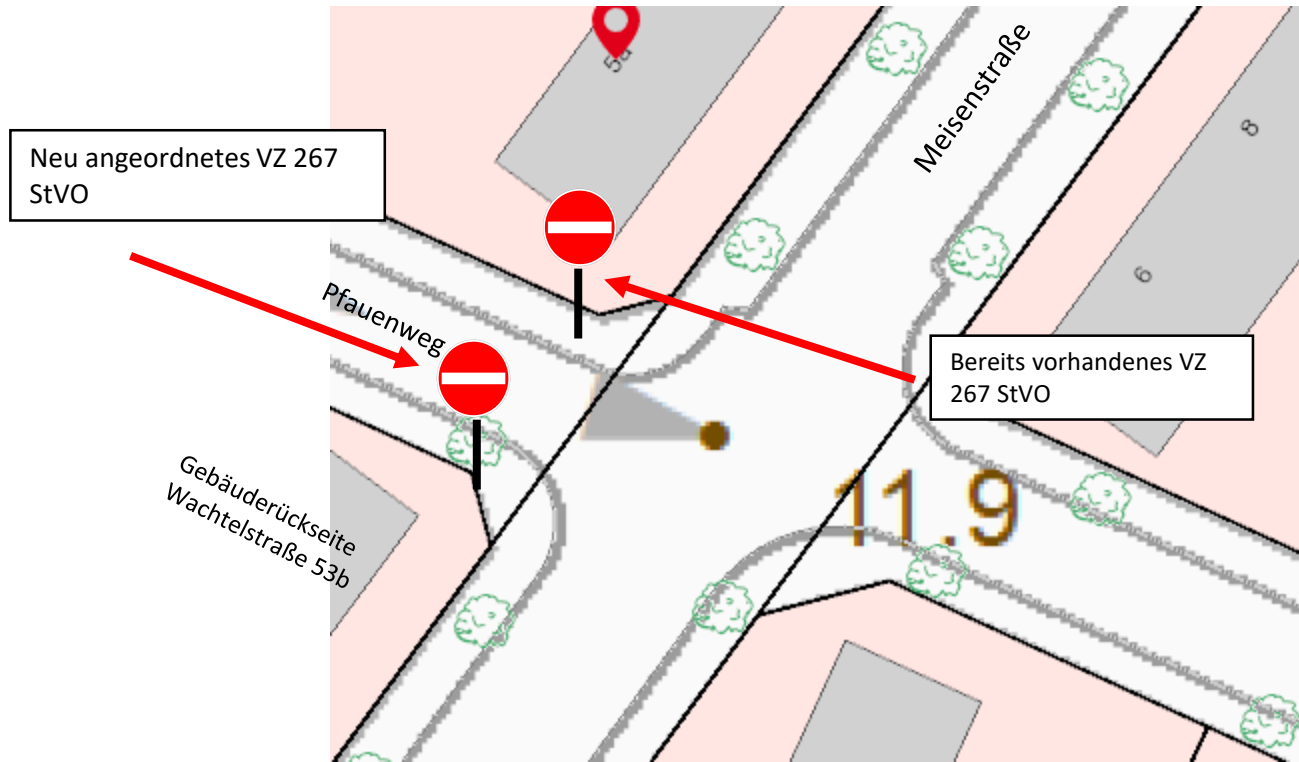 5a
Meisenstraße
8
Neu angeordnetes VZ 267
StVO
6
Pfauenweg
Bereits vorhandenes VZ
267 StVO
Gebäuderückseite
Wachtelstraße 53b
11.9